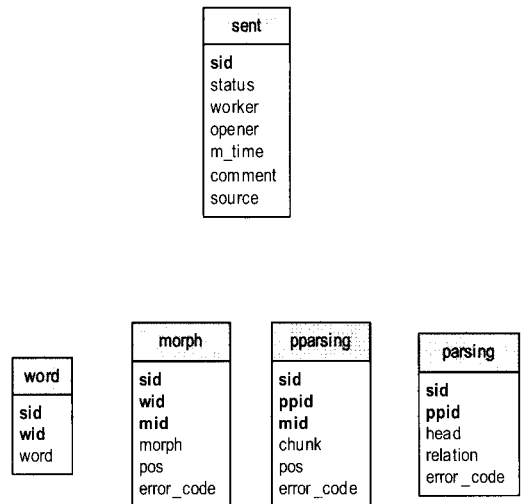 sent
sid
status
worker
opener
m_time
comment
source
word
sid
wid
word
morph
sid
wid
mid
morph
pos
error_code
pparsing
sid
ppid
mid
chunk
pos
error_code
parsing
sid
ppid
head
relation
error_code